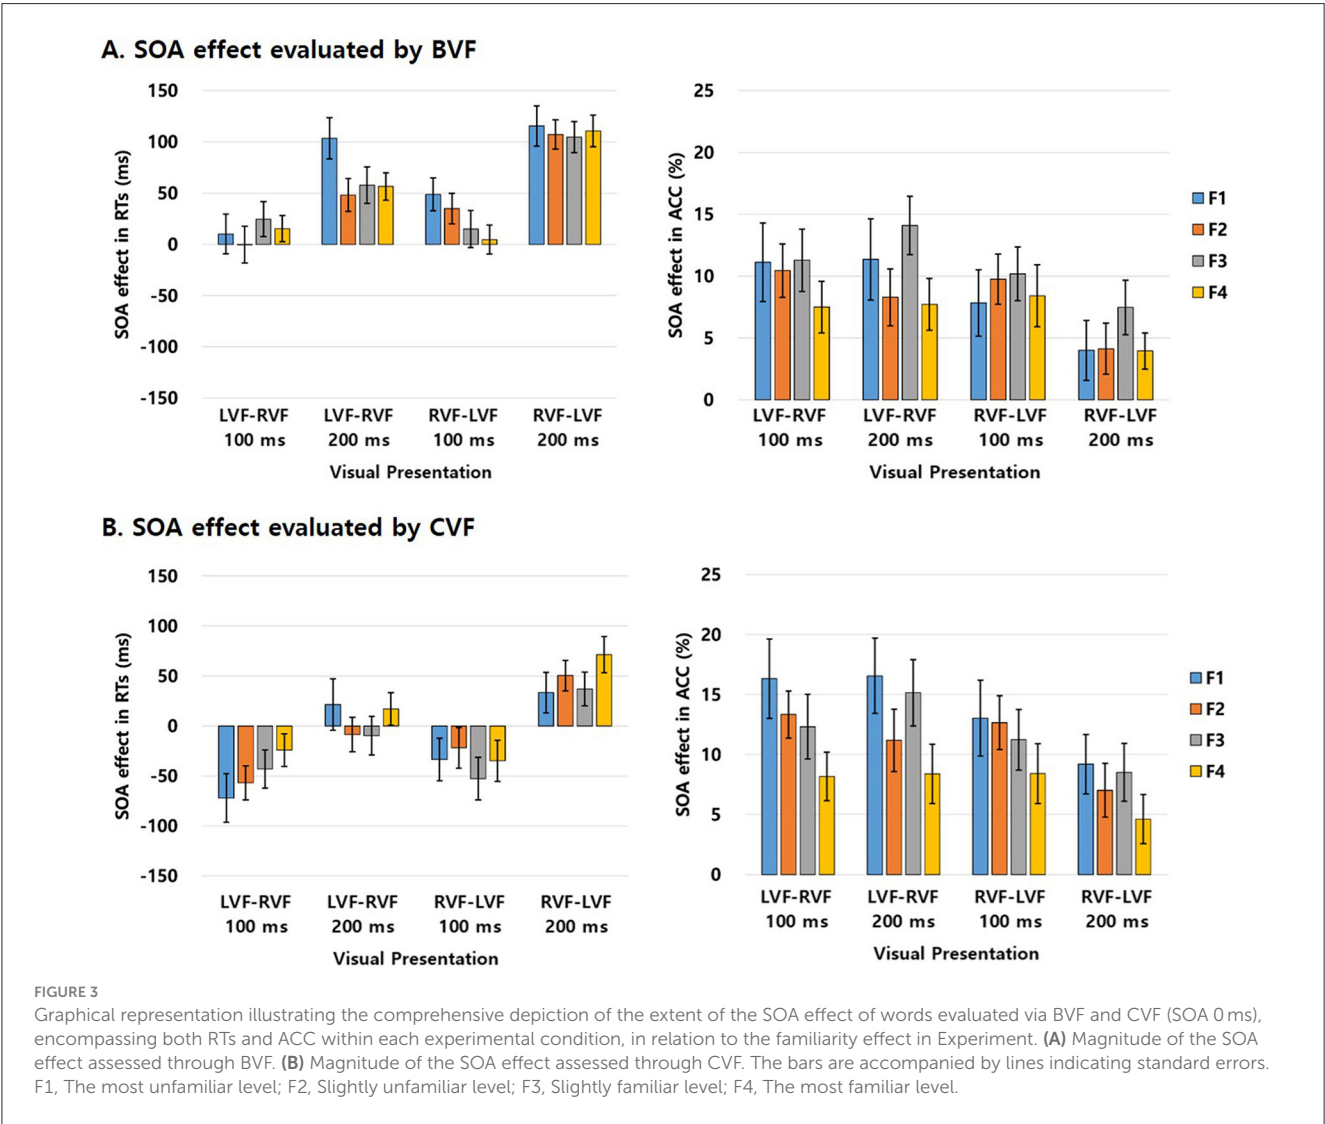 A. SOA effect evaluated by BVF
SOA effect in RTs (ms)
150
100
50
0
-50
-100
-150
LVF-RVF LVF-RVF RVF-LVF RVF-LVF
100 ms 200 ms 100 ms 200 ms
Visual Presentation
SOA effect in ACC (%)
25
20
15
10
5
0
LVF-RVF LVF-RVF RVF-LVF RVF-LVF
100 ms 200 ms 100 ms 200 ms
Visual Presentation
F1
F2
F3
F4
B. SOA effect evaluated by CVF
SOA effect in RTs (ms)
150
100
50
0
-50
-100
-150
LVF-RVF LVF-RVF RVF-LVF RVF-LVF
100 ms 200 ms 100 ms 200 ms
Visual Presentation
SOA effect in ACC (%)
25
20
15
10
5
0
LVF-RVF LVF-RVF RVF-LVF RVF-LVF
100 ms 200 ms 100 ms 200 ms
Visual Presentation
F1
F2
F3
F4
FIGURE 3
Graphical representation illustrating the comprehensive depiction of the extent of the SOA effect of words evaluated via BVF and CVF (SOA 0 ms),
encompassing both RTs and ACC within each experimental condition, in relation to the familiarity effect in Experiment. (A) Magnitude of the SOA
effect assessed through BVF. (B) Magnitude of the SOA effect assessed through CVF. The bars are accompanied by lines indicating standard errors.
F1, The most unfamiliar level; F2, Slightly unfamiliar level; F3, Slightly familiar level; F4, The most familiar level.